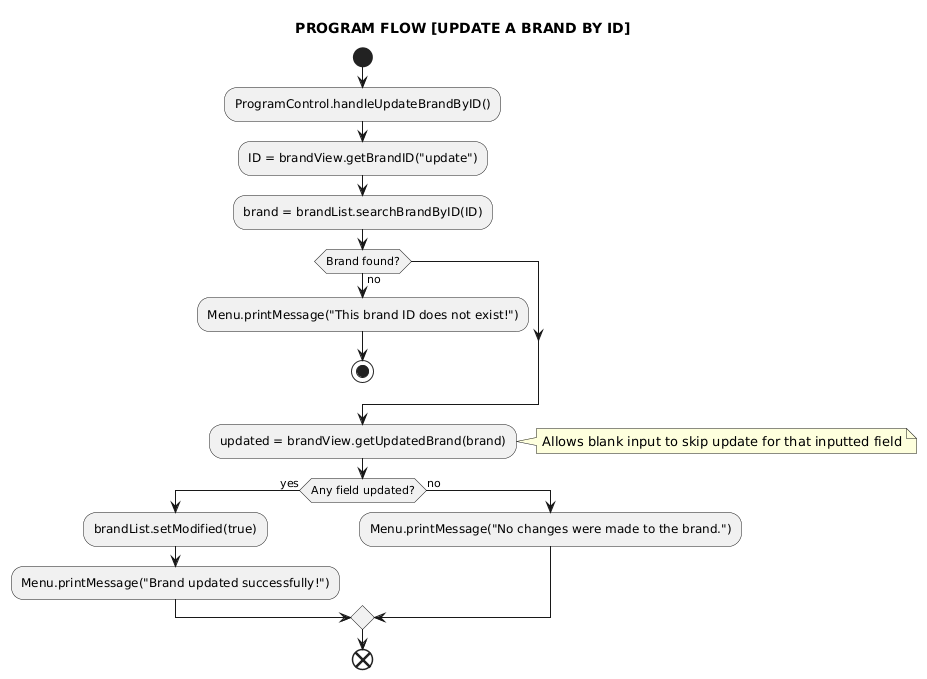 PROGRAM FLOW [UPDATE A BRAND BY ID]
ProgramControl.handleUpdateBrandByID()
ID = brandView.getBrandID("update")
brand = brandList.searchBrandByID(ID)
Brand found?
no
Menu.printMessage("This brand ID does not exist!")
updated = brandView.getUpdatedBrand(brand)
Allows blank input to skip update for that inputted field
yes
Any field updated?
no
brandList.setModified(true)
Menu.printMessage("No changes were made to the brand.")
Menu.printMessage("Brand updated successfully!")